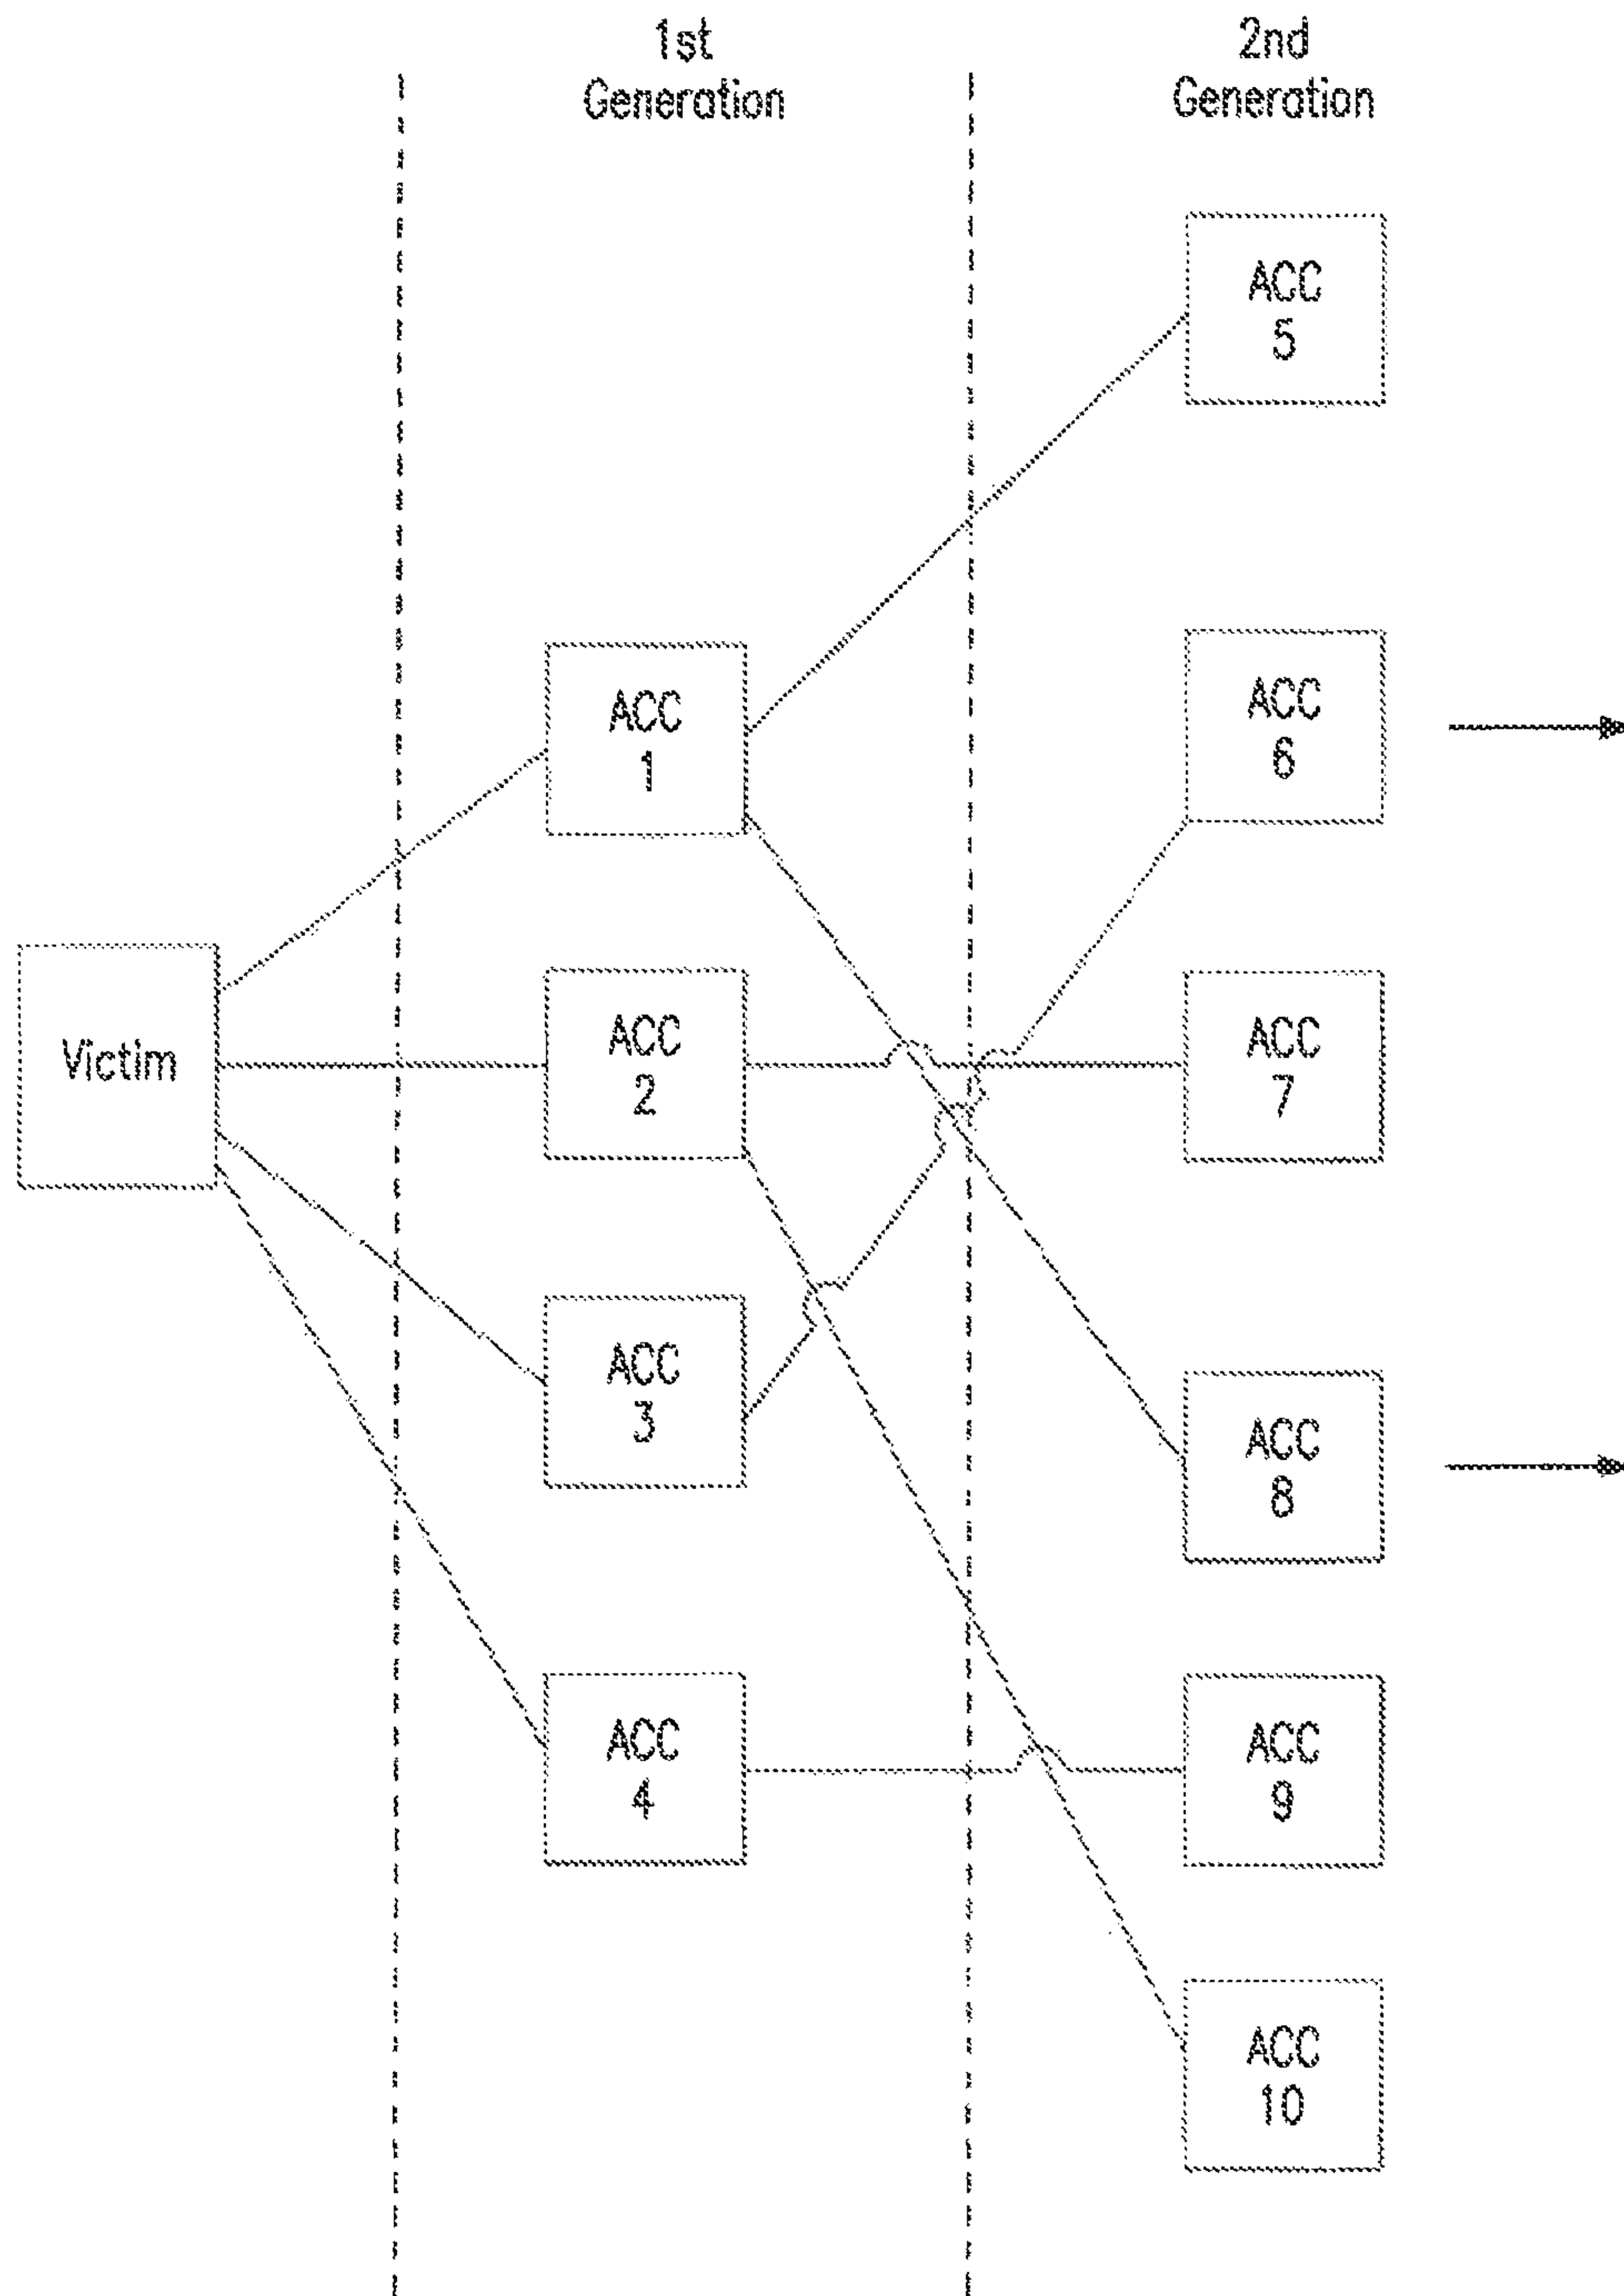 1st
Generation
2nd
Generation
Victim
ACC
1
ACC
2
ACC
3
ACC
4
ACC
5
ACC
6
ACC
7
ACC
8
ACC
9
ACC
10